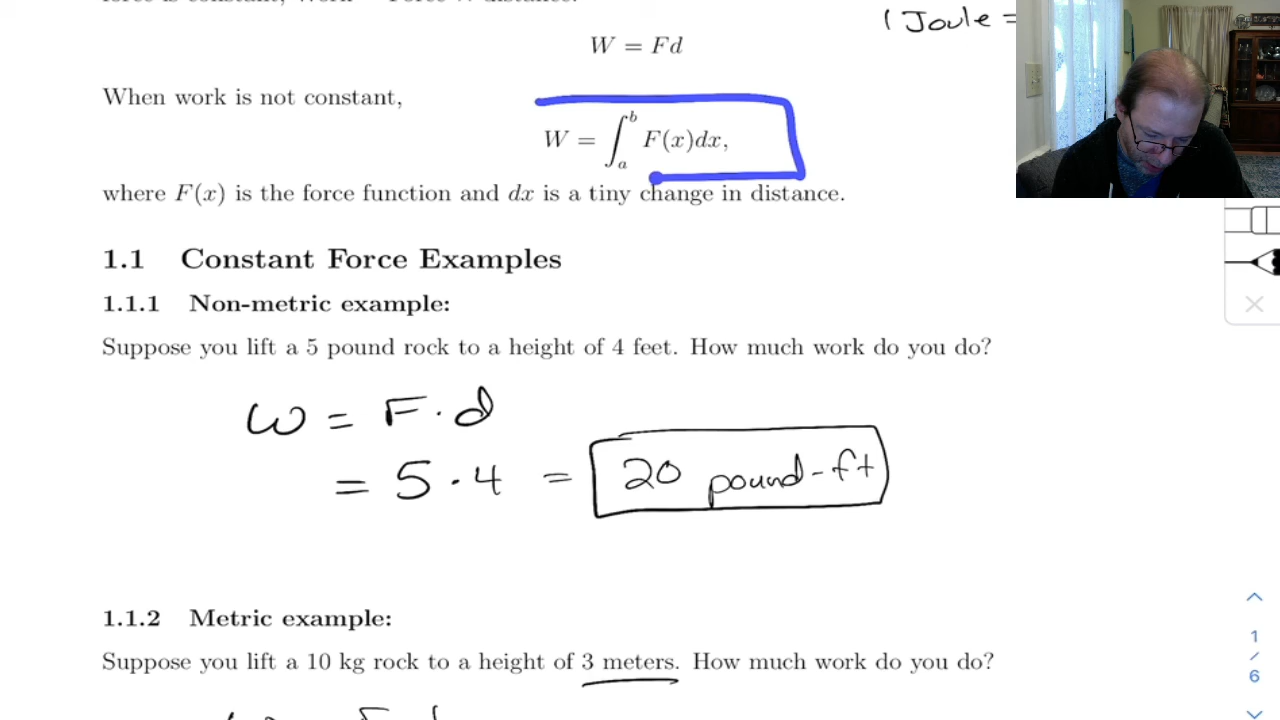 1 Joule =
W = Fd
When work is not constant,
W = ∫_a^b F(x)dx,
where F(x) is the force function and dx is a tiny change in distance.
1.1 Constant Force Examples
1.1.1 Non-metric example:
Suppose you lift a 5 pound rock to a height of 4 feet. How much work do you do?
W = F · d
= 5 · 4 = 20 pound-ft
1.1.2 Metric example:
Suppose you lift a 10 kg rock to a height of 3 meters. How much work do you do?
1
/
6